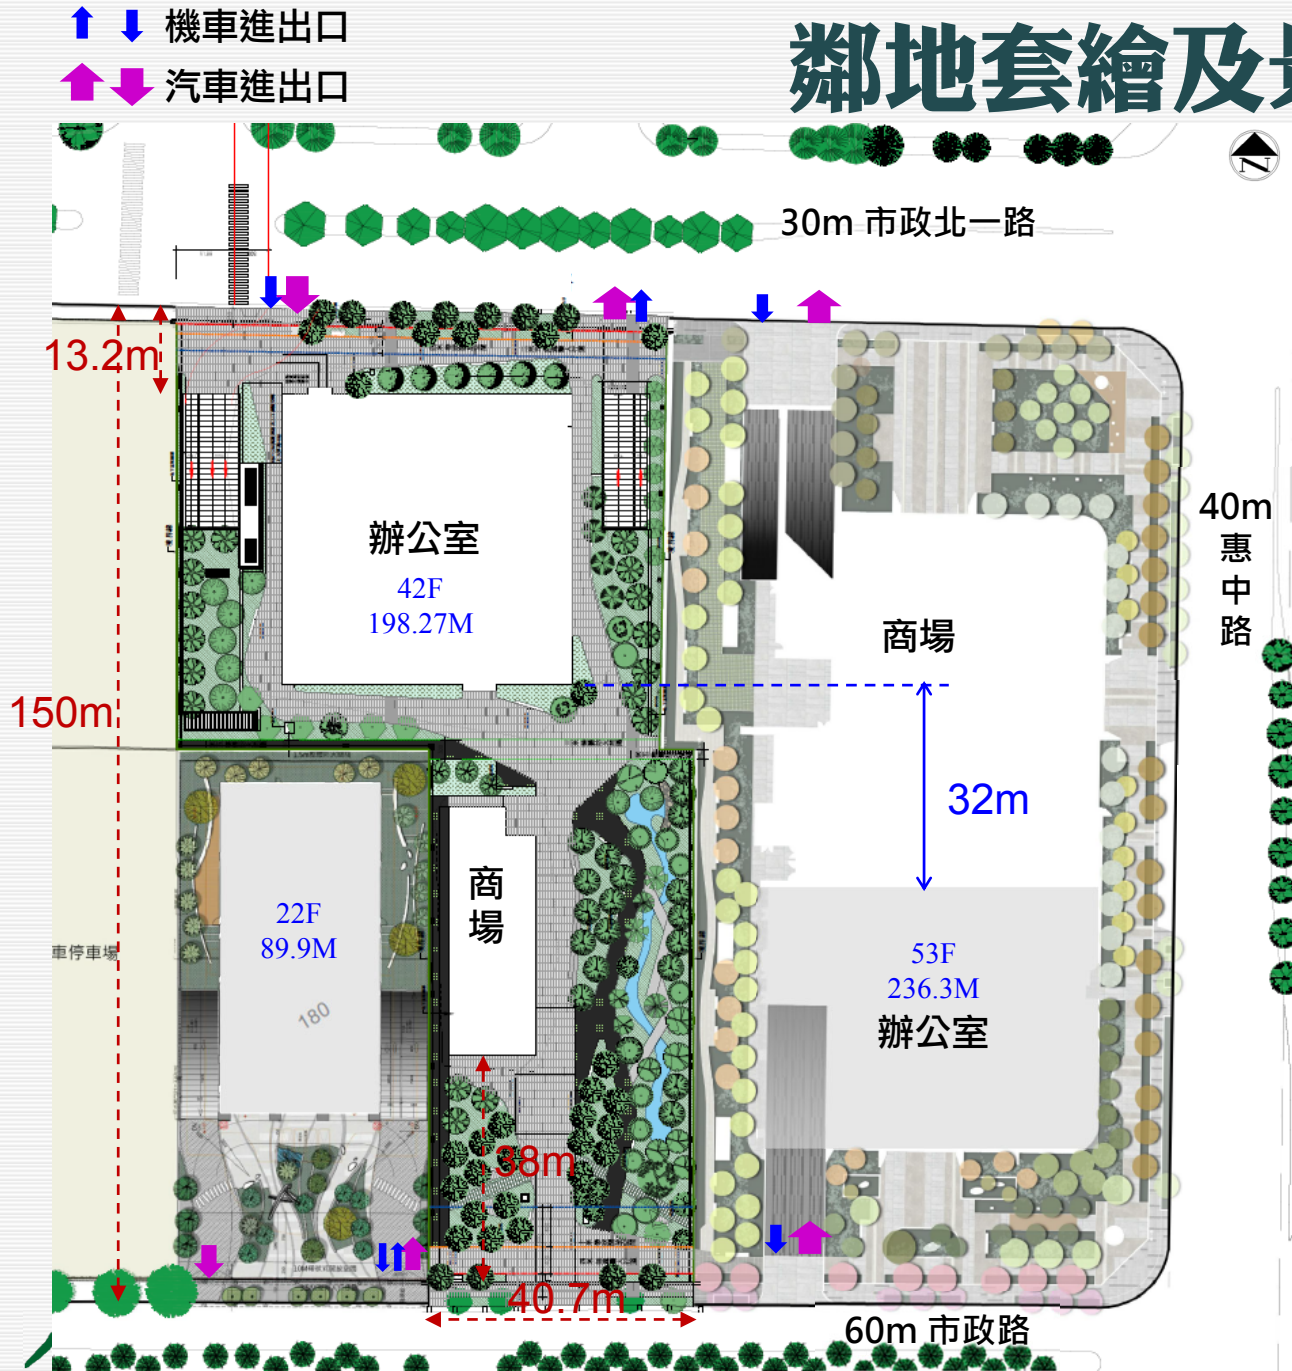 機車進出口
汽車進出口
鄰地套繪及
N
30m 市政北一路
13.2m
辦公室
42F
198.27M
40m
惠
中
路
商場
150m
32m
商
場
22F
89.9M
車停車場
180
53F
236.3M
辦公室
38m
40.7m
60m 市政路